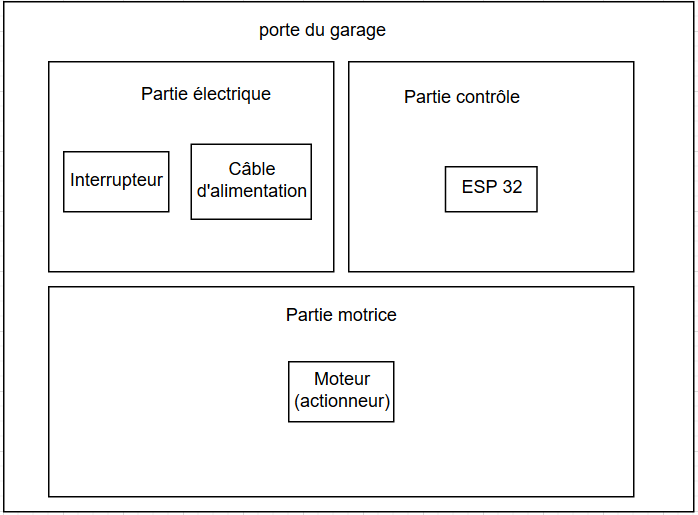 porte du garage
Partie électrique
Partie contrôle
Interrupteur
Câble
d'alimentation
ESP 32
Partie motrice
Moteur
(actionneur)